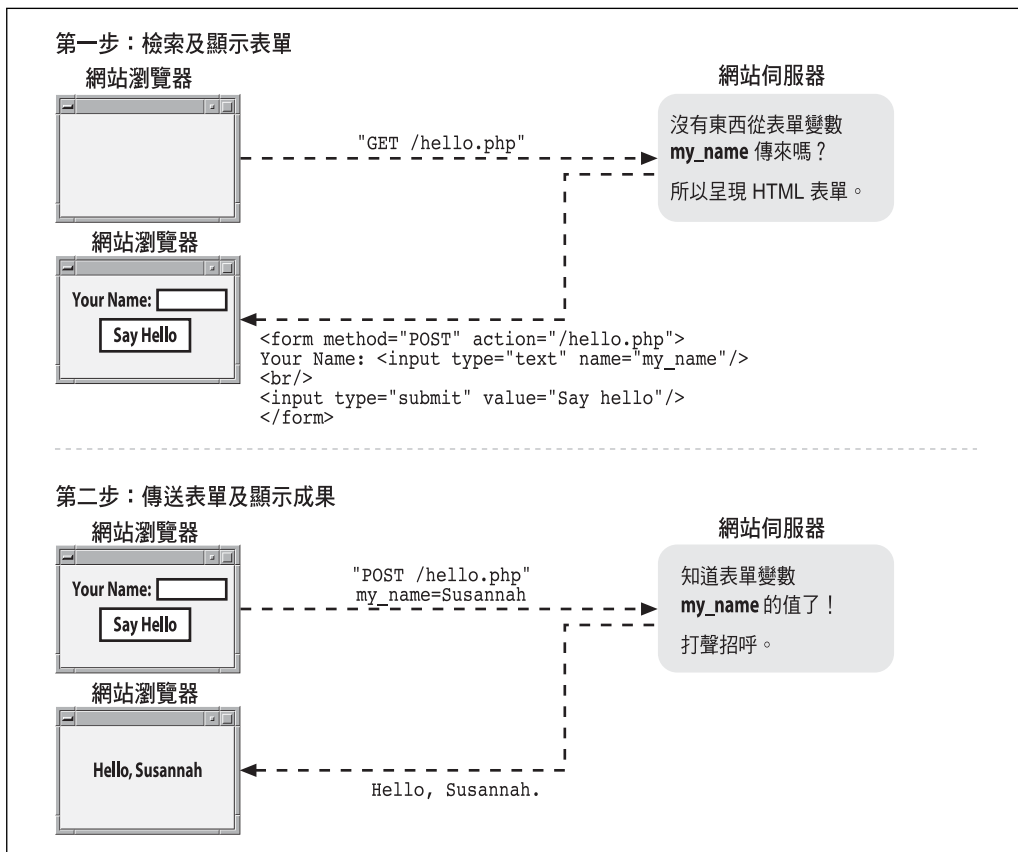 第一步：檢索及顯示表單
網站瀏覽器
網站伺服器
"GET /hello.php"
沒有東西從表單變數
my_name 傳來嗎？
所以呈現 HTML 表單。
網站瀏覽器
Your Name:
Say Hello
<form method="POST" action="/hello.php">
Your Name: <input type="text" name="my_name"/>
<br/>
<input type="submit" value="Say hello"/>
</form>
第二步：傳送表單及顯示成果
網站瀏覽器
網站伺服器
Your Name:
Say Hello
"POST /hello.php"
my_name=Susannah
知道表單變數
my_name 的值了！
打聲招呼。
網站瀏覽器
Hello, Susannah
Hello, Susannah.